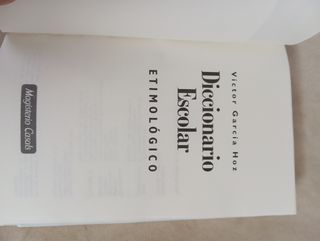 Víctor García Hoz
Diccionario
Escolar
ETIMOLÓGICO
Magisterio Casals